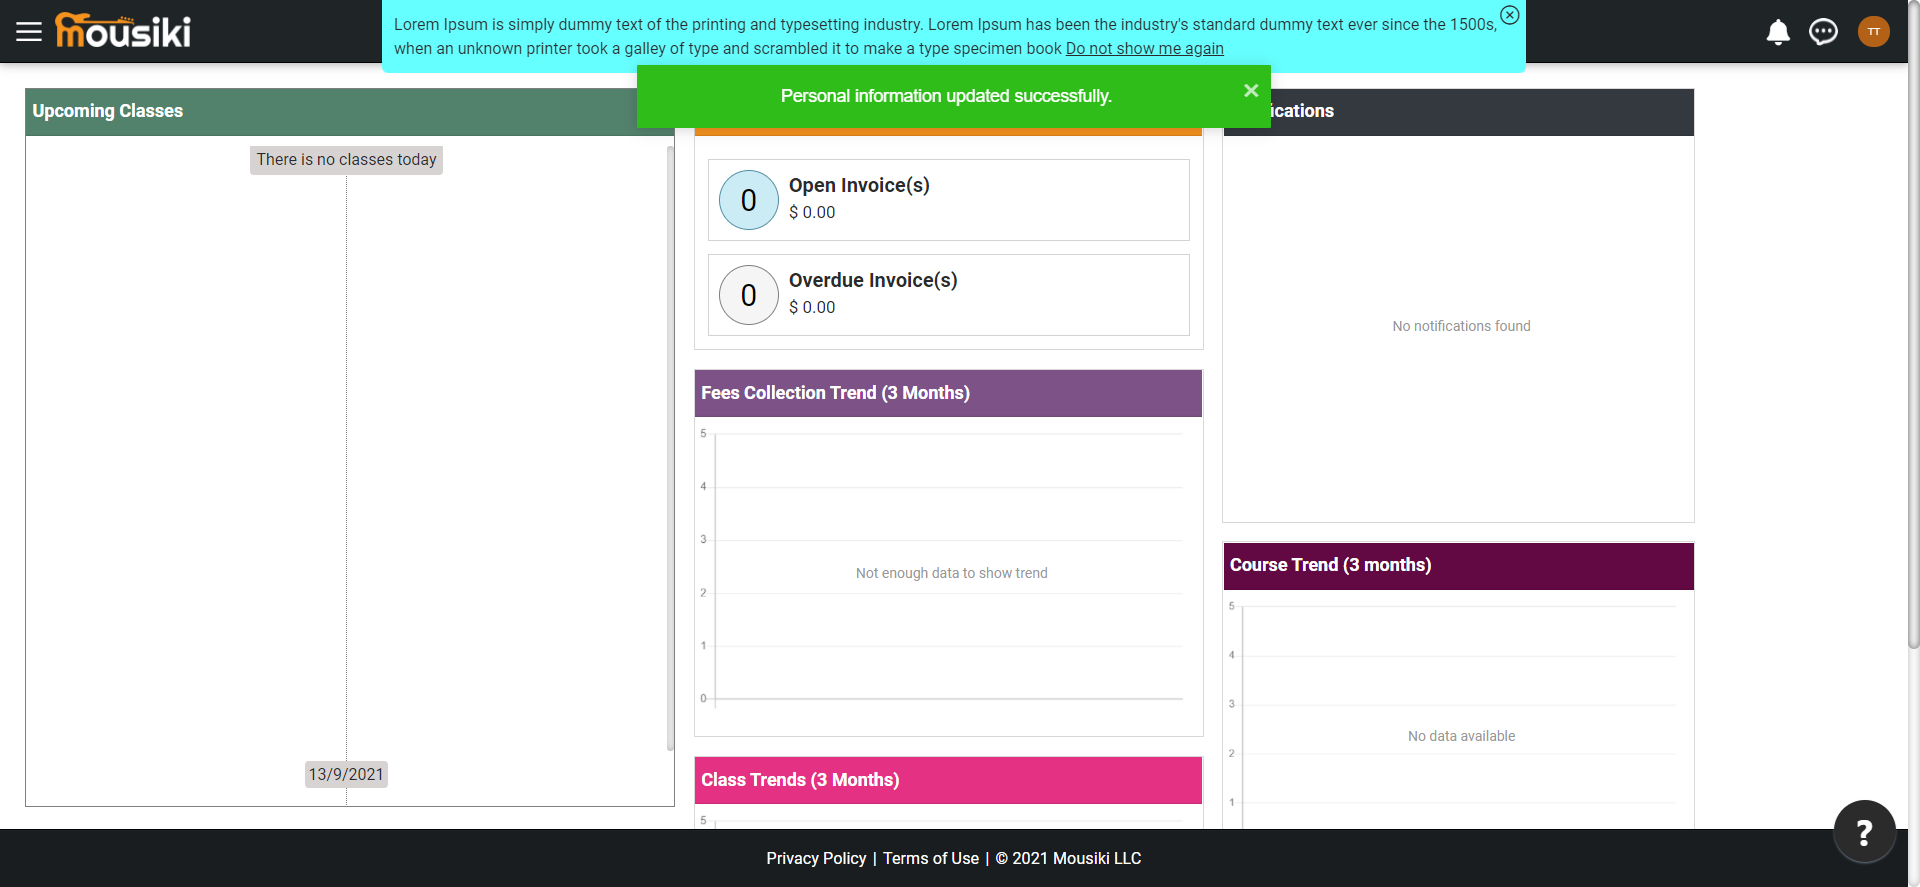 mousiki
Lorem Ipsum is simply dummy text of the printing and typesetting industry. Lorem Ipsum has been the industry's standard dummy text ever since the 1500s,
when an unknown printer took a galley of type and scrambled it to make a type specimen book Do not show me again
TT
Personal information updated successfully.
Upcoming Classes
There is no classes today
13/9/2021
0
Open Invoice(s)
$ 0.00
0
Overdue Invoice(s)
$ 0.00
Fees Collection Trend (3 Months)
5
4
3
Not enough data to show trend
2
1
0
Class Trends (3 Months)
5
ications
No notifications found
Course Trend (3 months)
5
4
3
No data available
2
1
?
Privacy Policy | Terms of Use | © 2021 Mousiki LLC